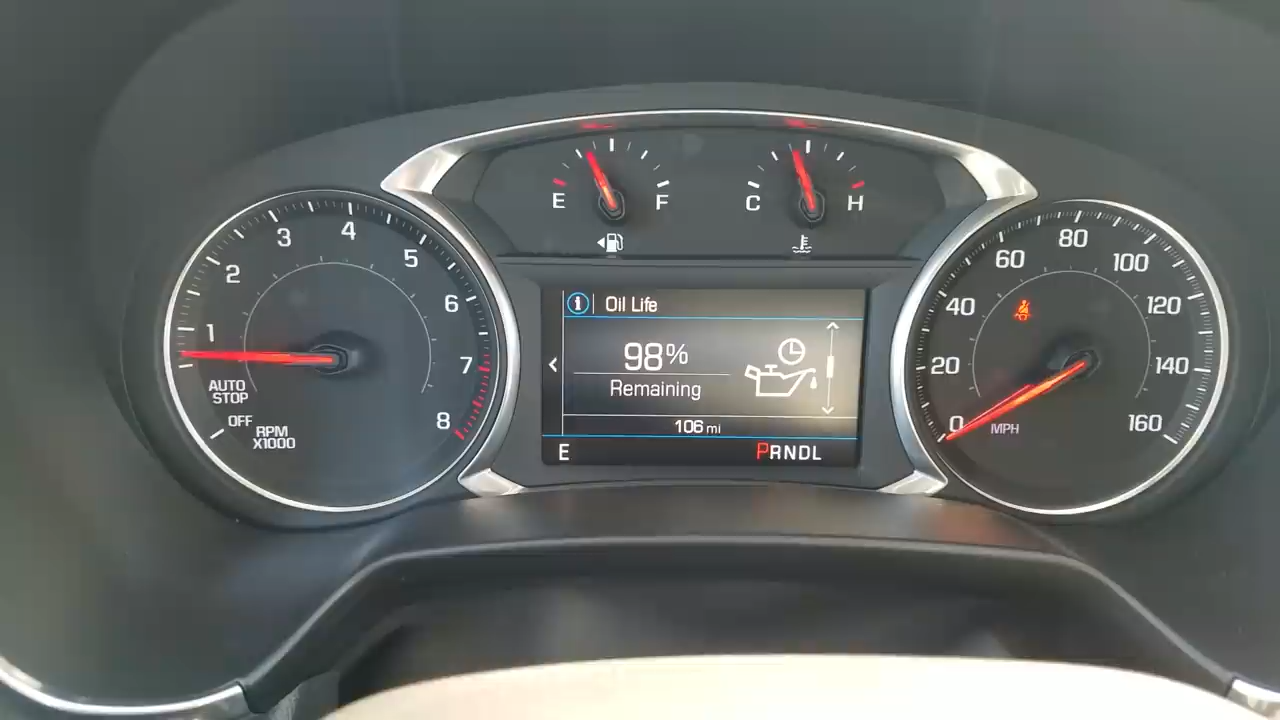 1
2
3
4
5
6
7
8
AUTO
STOP
OFF
RPM
X1000
E F
C H
Oil Life
98%
Remaining
106 mi
E PRNDL
0
20
40
60
80
100
120
140
160
MPH